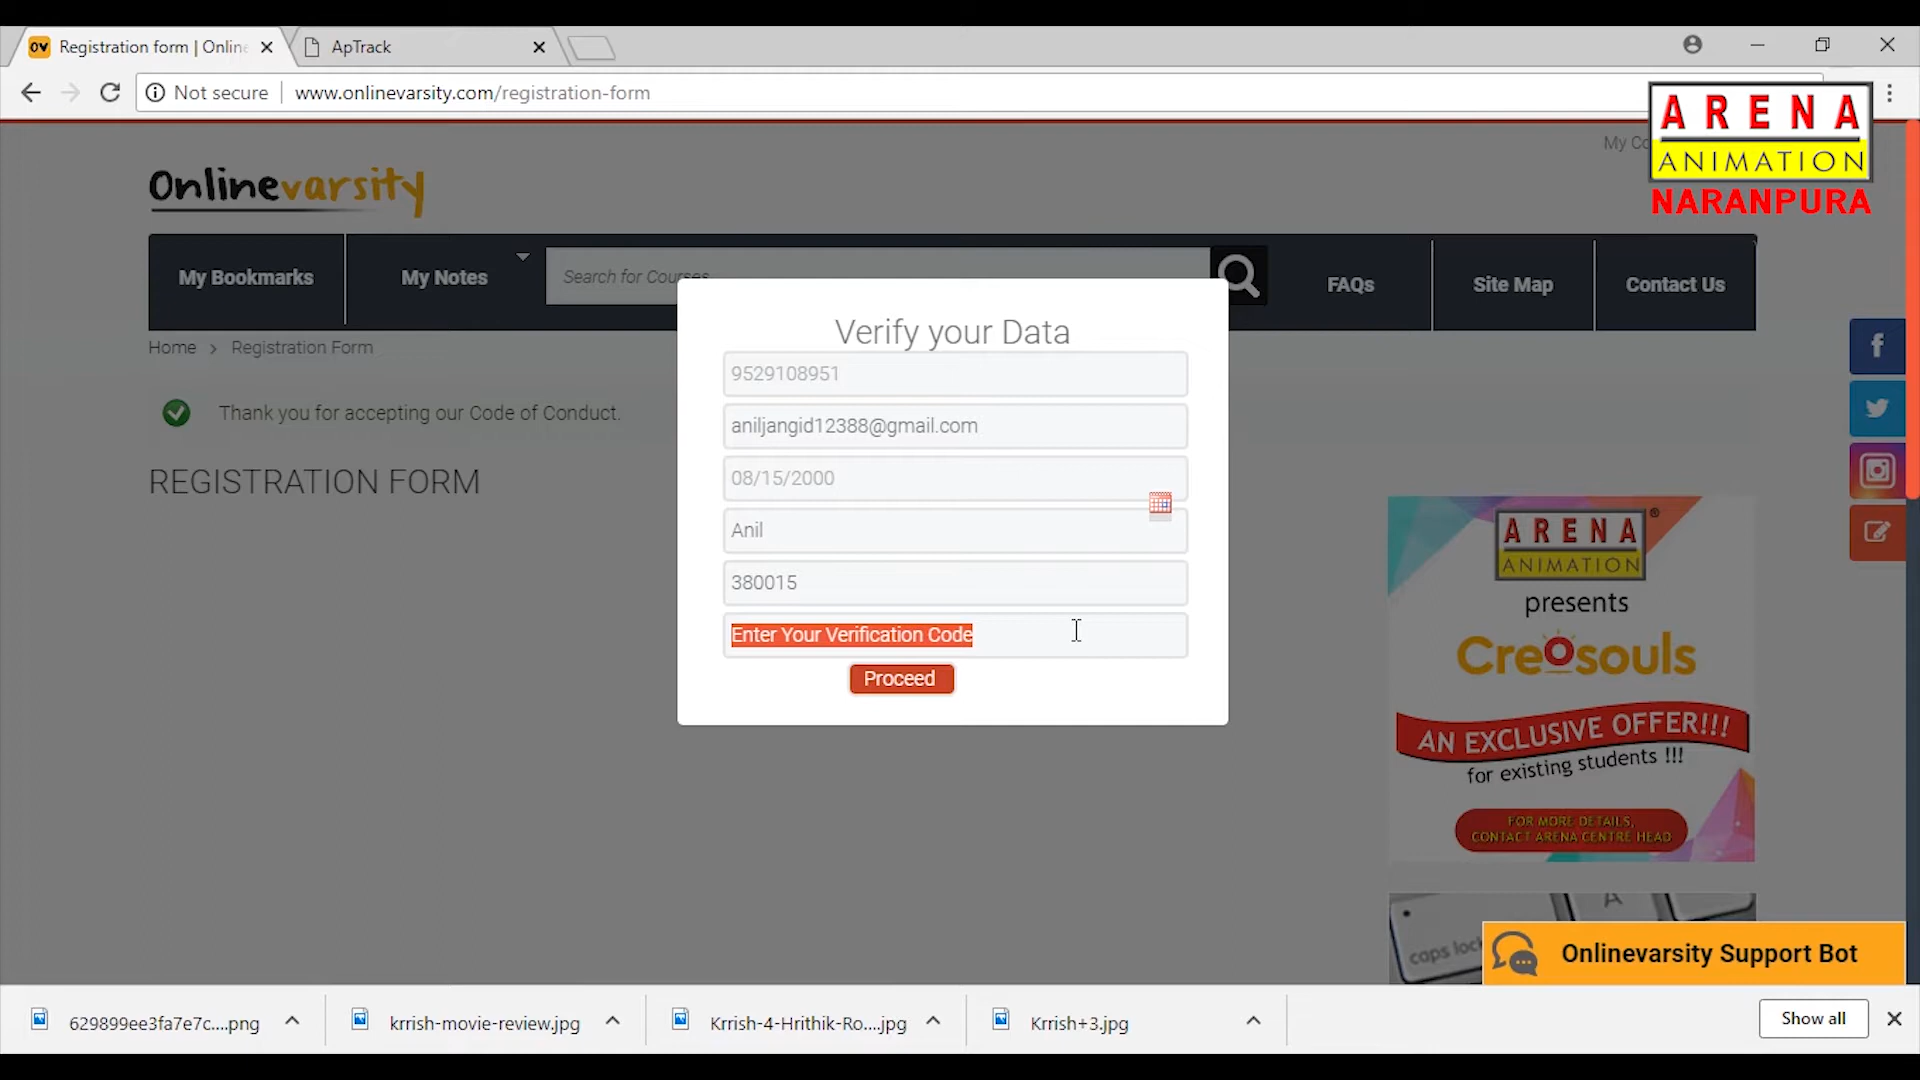 Registration form | Online
ApTrack
Not secure
www.onlinevarsity.com/registration-form
ARENA
ANIMATION
NARANPURA
My Co
Onlinevarsity
My Bookmarks
My Notes
Search for Courses
FAQs
Site Map
Contact Us
Home > Registration Form
Thank you for accepting our Code of Conduct.
REGISTRATION FORM
Verify your Data
9529108951
aniljangid12388@gmail.com
08/15/2000
Anil
380015
Enter Your Verification Code
Proceed
ARENA
ANIMATION
presents
Creosouls
AN EXCLUSIVE OFFER!!!
for existing students !!!
FOR MORE DETAILS,
CONTACT ARENA CENTRE HEAD
A
caps lock
Onlinevarsity Support Bot
629899ee3fa7e7c....png
krrish-movie-review.jpg
Krrish-4-Hrithik-Ro....jpg
Krrish+3.jpg
Show all